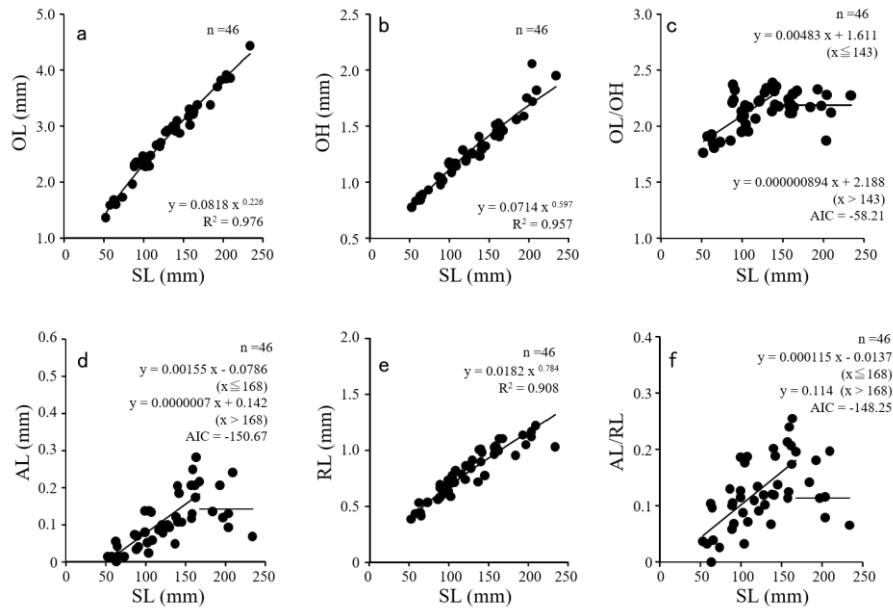 a
n =46
5.0
4.0
3.0
2.0
1.0
OL (mm)
y = 0.0818 x 0.226
R2 = 0.976
0 50 100 150 200 250
SL (mm)
b
n =46
2.5
2.0
1.5
1.0
0.5
OH (mm)
y = 0.0714 x 0.597
R2 = 0.957
0 50 100 150 200 250
SL (mm)
c
n =46
y = 0.00483 x + 1.611
(x≦143)
3.0
2.5
2.0
1.5
1.0
OL/OH
y = 0.000000894 x + 2.188
(x > 143)
AIC = -58.21
0 50 100 150 200 250
SL (mm)
d
n =46
y = 0.00155 x - 0.0786
(x≦168)
y = 0.0000007 x + 0.142
(x > 168)
AIC = -150.67
0.6
0.5
0.4
0.3
0.2
0.1
0
AL (mm)
0 50 100 150 200 250
SL (mm)
e
n =46
y = 0.0182 x 0.784
R2 = 0.908
2.0
1.5
1.0
0.5
0
RL (mm)
0 50 100 150 200 250
SL (mm)
f
n =46
y = 0.000115 x - 0.0137
(x≦168)
y = 0.114 (x > 168)
AIC = -148.25
0.4
0.3
0.2
0.1
0
AL/RL
0 50 100 150 200 250
SL (mm)